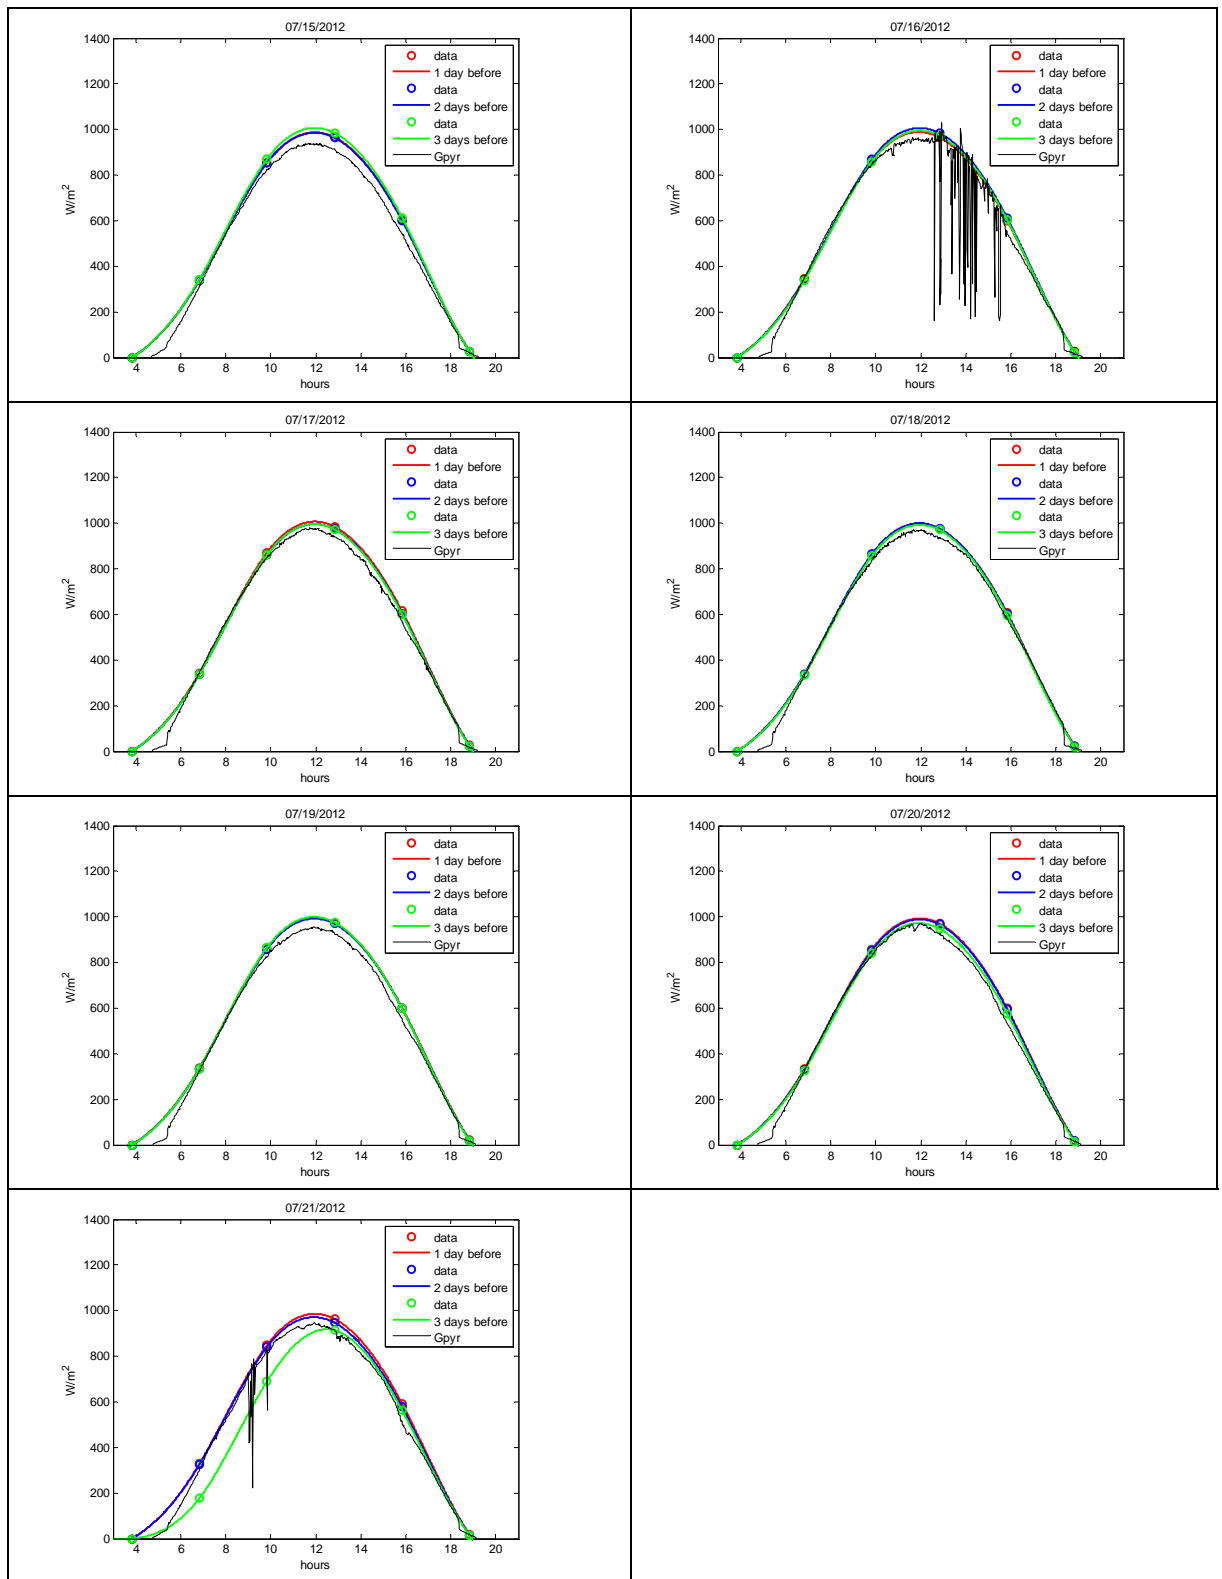 07/15/2012
1400
1200
1000
800
600
400
200
0
W/m2
4 6 8 10 12 14 16 18 20
hours
data
1 day before
data
2 days before
data
3 days before
Gpyr
07/16/2012
1400
1200
1000
800
600
400
200
0
W/m2
4 6 8 10 12 14 16 18 20
hours
data
1 day before
data
2 days before
data
3 days before
Gpyr
07/17/2012
1400
1200
1000
800
600
400
200
0
W/m2
4 6 8 10 12 14 16 18 20
hours
data
1 day before
data
2 days before
data
3 days before
Gpyr
07/18/2012
1400
1200
1000
800
600
400
200
0
W/m2
4 6 8 10 12 14 16 18 20
hours
data
1 day before
data
2 days before
data
3 days before
Gpyr
07/19/2012
1400
1200
1000
800
600
400
200
0
W/m2
4 6 8 10 12 14 16 18 20
hours
data
1 day before
data
2 days before
data
3 days before
Gpyr
07/20/2012
1400
1200
1000
800
600
400
200
0
W/m2
4 6 8 10 12 14 16 18 20
hours
data
1 day before
data
2 days before
data
3 days before
Gpyr
07/21/2012
1400
1200
1000
800
600
400
200
0
W/m2
4 6 8 10 12 14 16 18 20
hours
data
1 day before
data
2 days before
data
3 days before
Gpyr